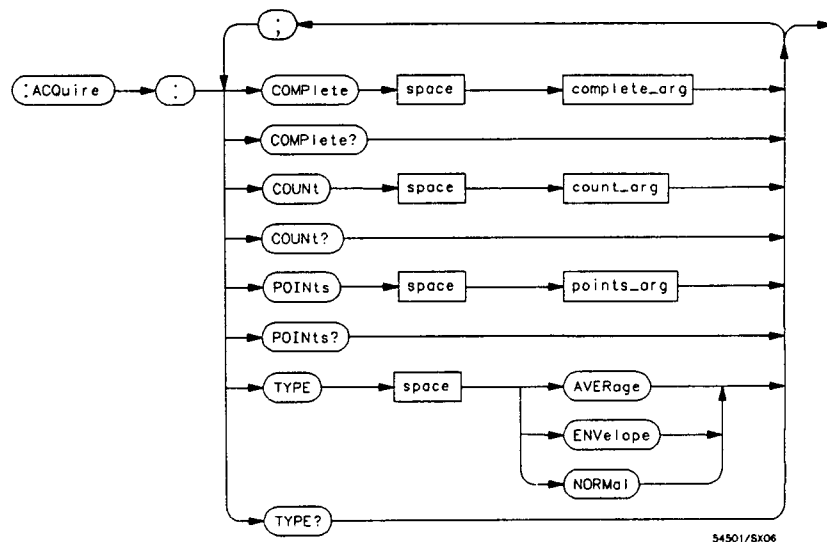 ;
:ACQuire : COMPlete space complete_arg
COMPlete?
COUNt space count_arg
COUNt?
POINts space points_arg
POINts?
TYPE space AVERage
ENVelope
NORMal
TYPE?
54501/SX06